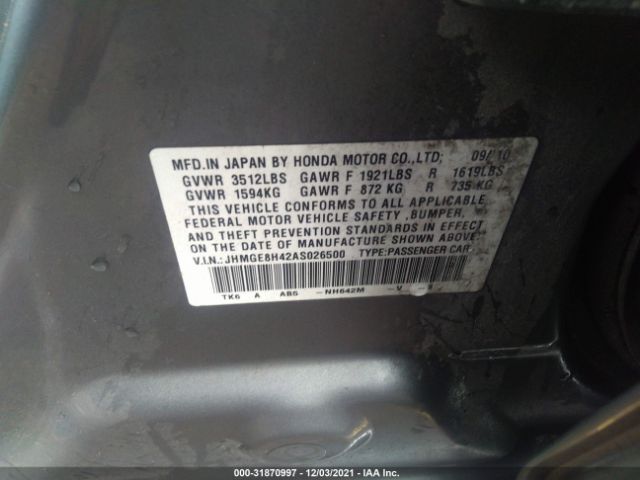 MFD.IN JAPAN BY HONDA MOTOR CO.,LTD; 09/10
GVWR 3512LBS GAWR F 1921LBS R 1619LBS
GVWR 1594KG GAWR F 872 KG R 735 KG
THIS VEHICLE CONFORMS TO ALL APPLICABLE
FEDERAL MOTOR VEHICLE SAFETY ,BUMPER,
AND THEFT PREVENTION STANDARDS IN EFFECT
ON THE DATE OF MANUFACTURE SHOWN ABOVE.
V.I.N.: JHMGE8H42AS026500 TYPE:PASSENGER CAR
TK6 A AB5 -NH642M -V
000-31870997 - 12/03/2021 - IAA Inc.